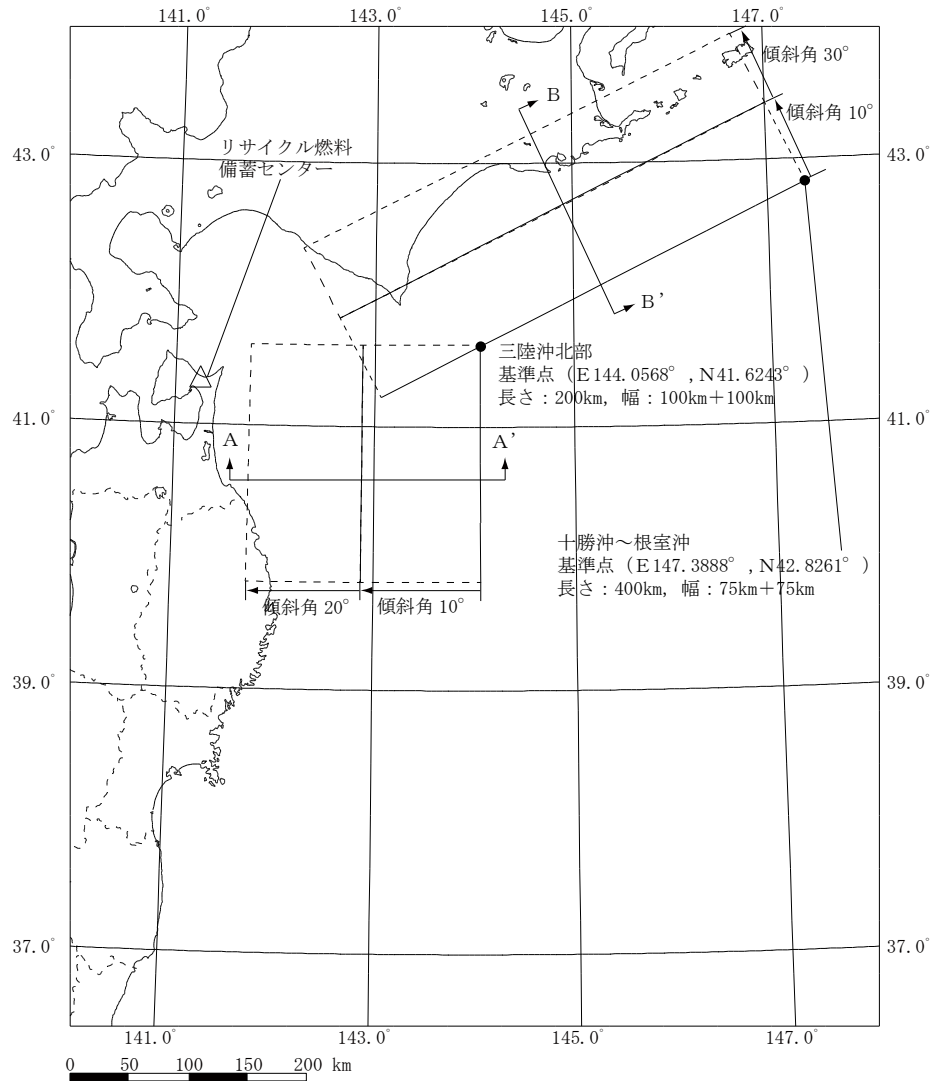 141.0° 143.0° 145.0° 147.0°
傾斜角 30°
B
傾斜角 10°
43.0° 43.0°
リサイクル燃料
備蓄センター
B'
三陸沖北部
基準点（E144.0568°,N41.6243°）
長さ：200km, 幅：100km＋100km
41.0° 41.0°
A A'
十勝沖～根室沖
基準点（E147.3888°,N42.8261°）
長さ：400km, 幅：75km＋75km
傾斜角 20° 傾斜角 10°
39.0° 39.0°
37.0° 37.0°
141.0° 143.0° 145.0° 147.0°
0 50 100 150 200 km